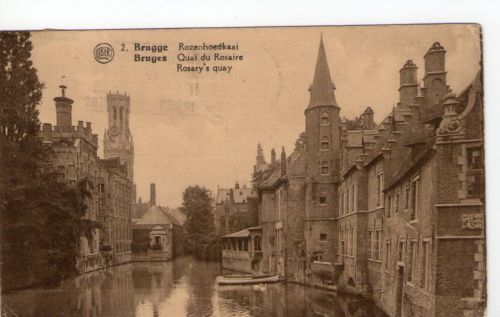 2. Brugge Rozenhoedkaai
Bruges Quai du Rosaire
Rosary's quay